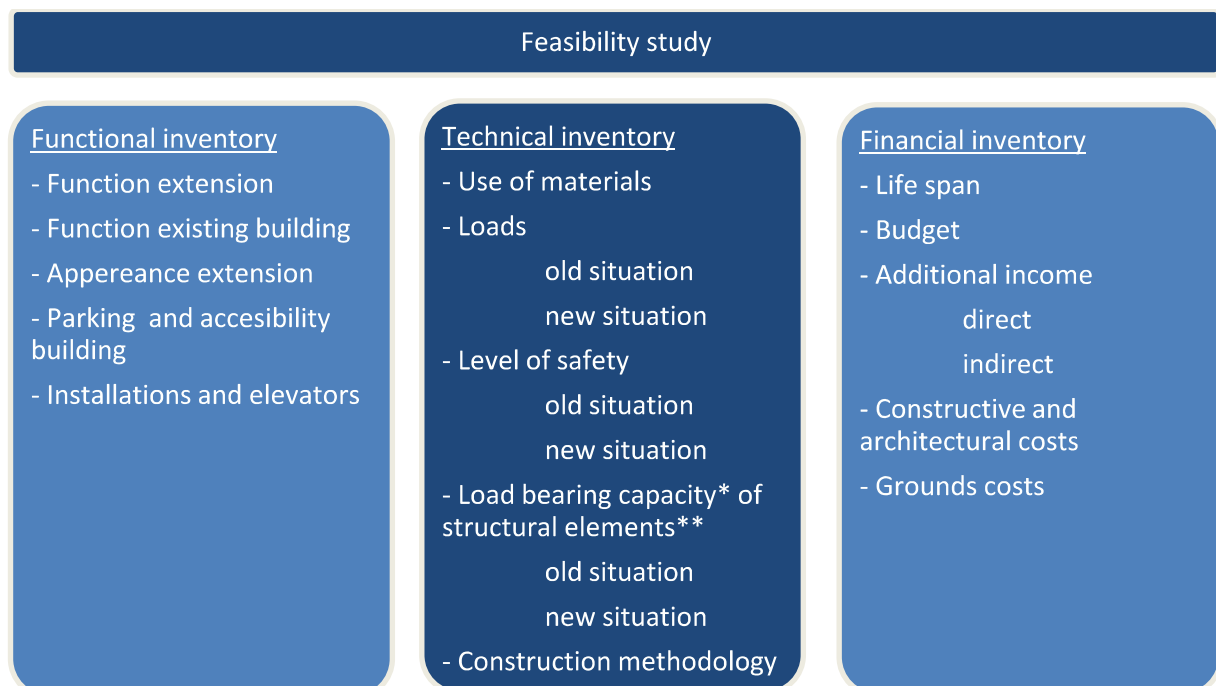 Feasibility study
Functional inventory
- Function extension
- Function existing building
- Appereance extension
- Parking  and accesibility
building
- Installations and elevators
Technical inventory
- Use of materials
- Loads
old situation
new situation
- Level of safety
old situation
new situation
- Load bearing capacity* of
structural elements**
old situation
new situation
- Construction methodology
Financial inventory
- Life span
- Budget
- Additional income
direct
indirect
- Constructive and
architectural costs
- Grounds costs